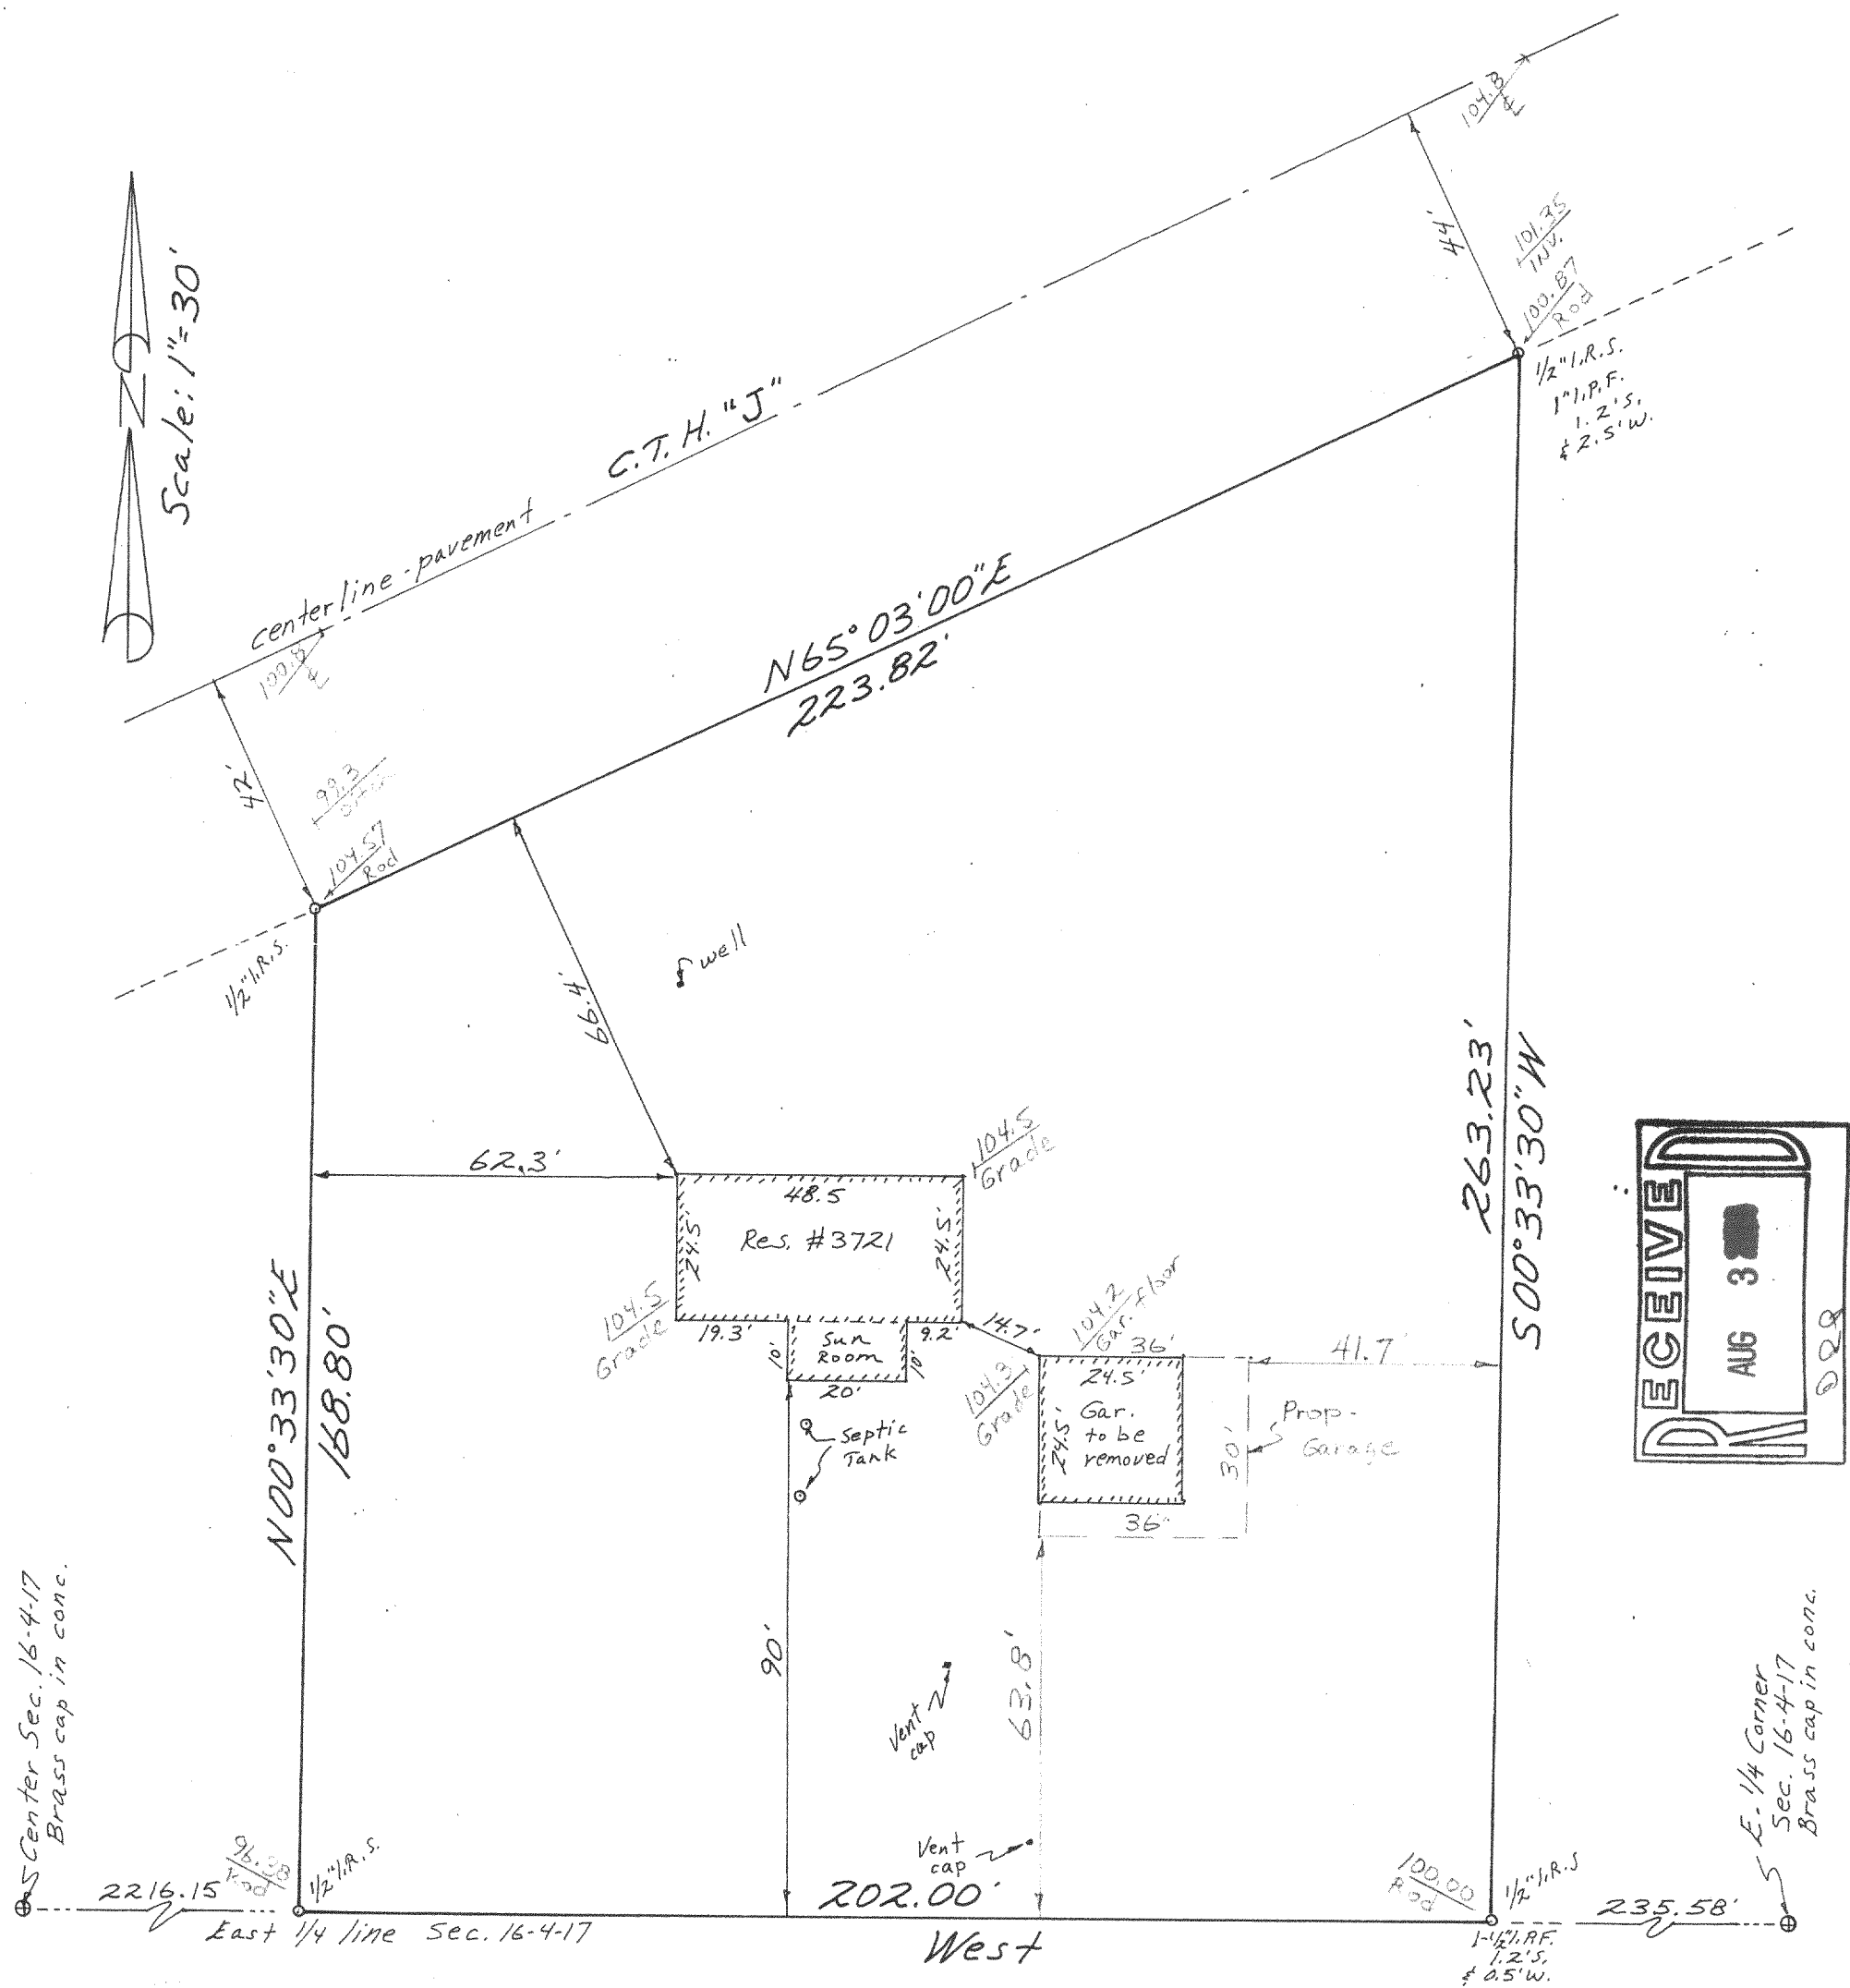 104.8
℄
Scale: 1"=30'
N
44'
101.35
INV.
100.87
Rod
1/2" I.R.S.
1" I.P.F.
1.2' S.
& 2.5' W.
C.T.H. "J"
centerline - pavement
100.8
℄
N65°03'00"E
223.82'
42'
99.3
104.57
Rod
1/2" I.R.S.
well
66.4'
62.3'
104.5
Grade
48.5
24.5'
Res. #3721
24.5'
104.5
Grade
19.3'
Sun
Room
9.2'
10'
10'
20'
14.7'
104.2
Gar. floor
36'
41.7'
104.3
Grade
24.5'
24.5'
Gar.
to be
removed
30'
Prop.
Garage
36'
Septic
Tank
263.23'
S00°33'30"W
N00°33'30"E
168.80'
RECEIVED
AUG 3
90'
63.8'
Vent
cap
Vent
cap
Center Sec. 16-4-17
Brass cap in conc.
E. 1/4 Corner
Sec. 16-4-17
Brass cap in conc.
2216.15
Rod
1/2" I.R.S.
202.00'
100.00
Rod
1/2" I.R.S
235.58'
East 1/4 line Sec. 16-4-17
West
1-1/2" I.P.F.
1.2' S.
& 0.5' W.